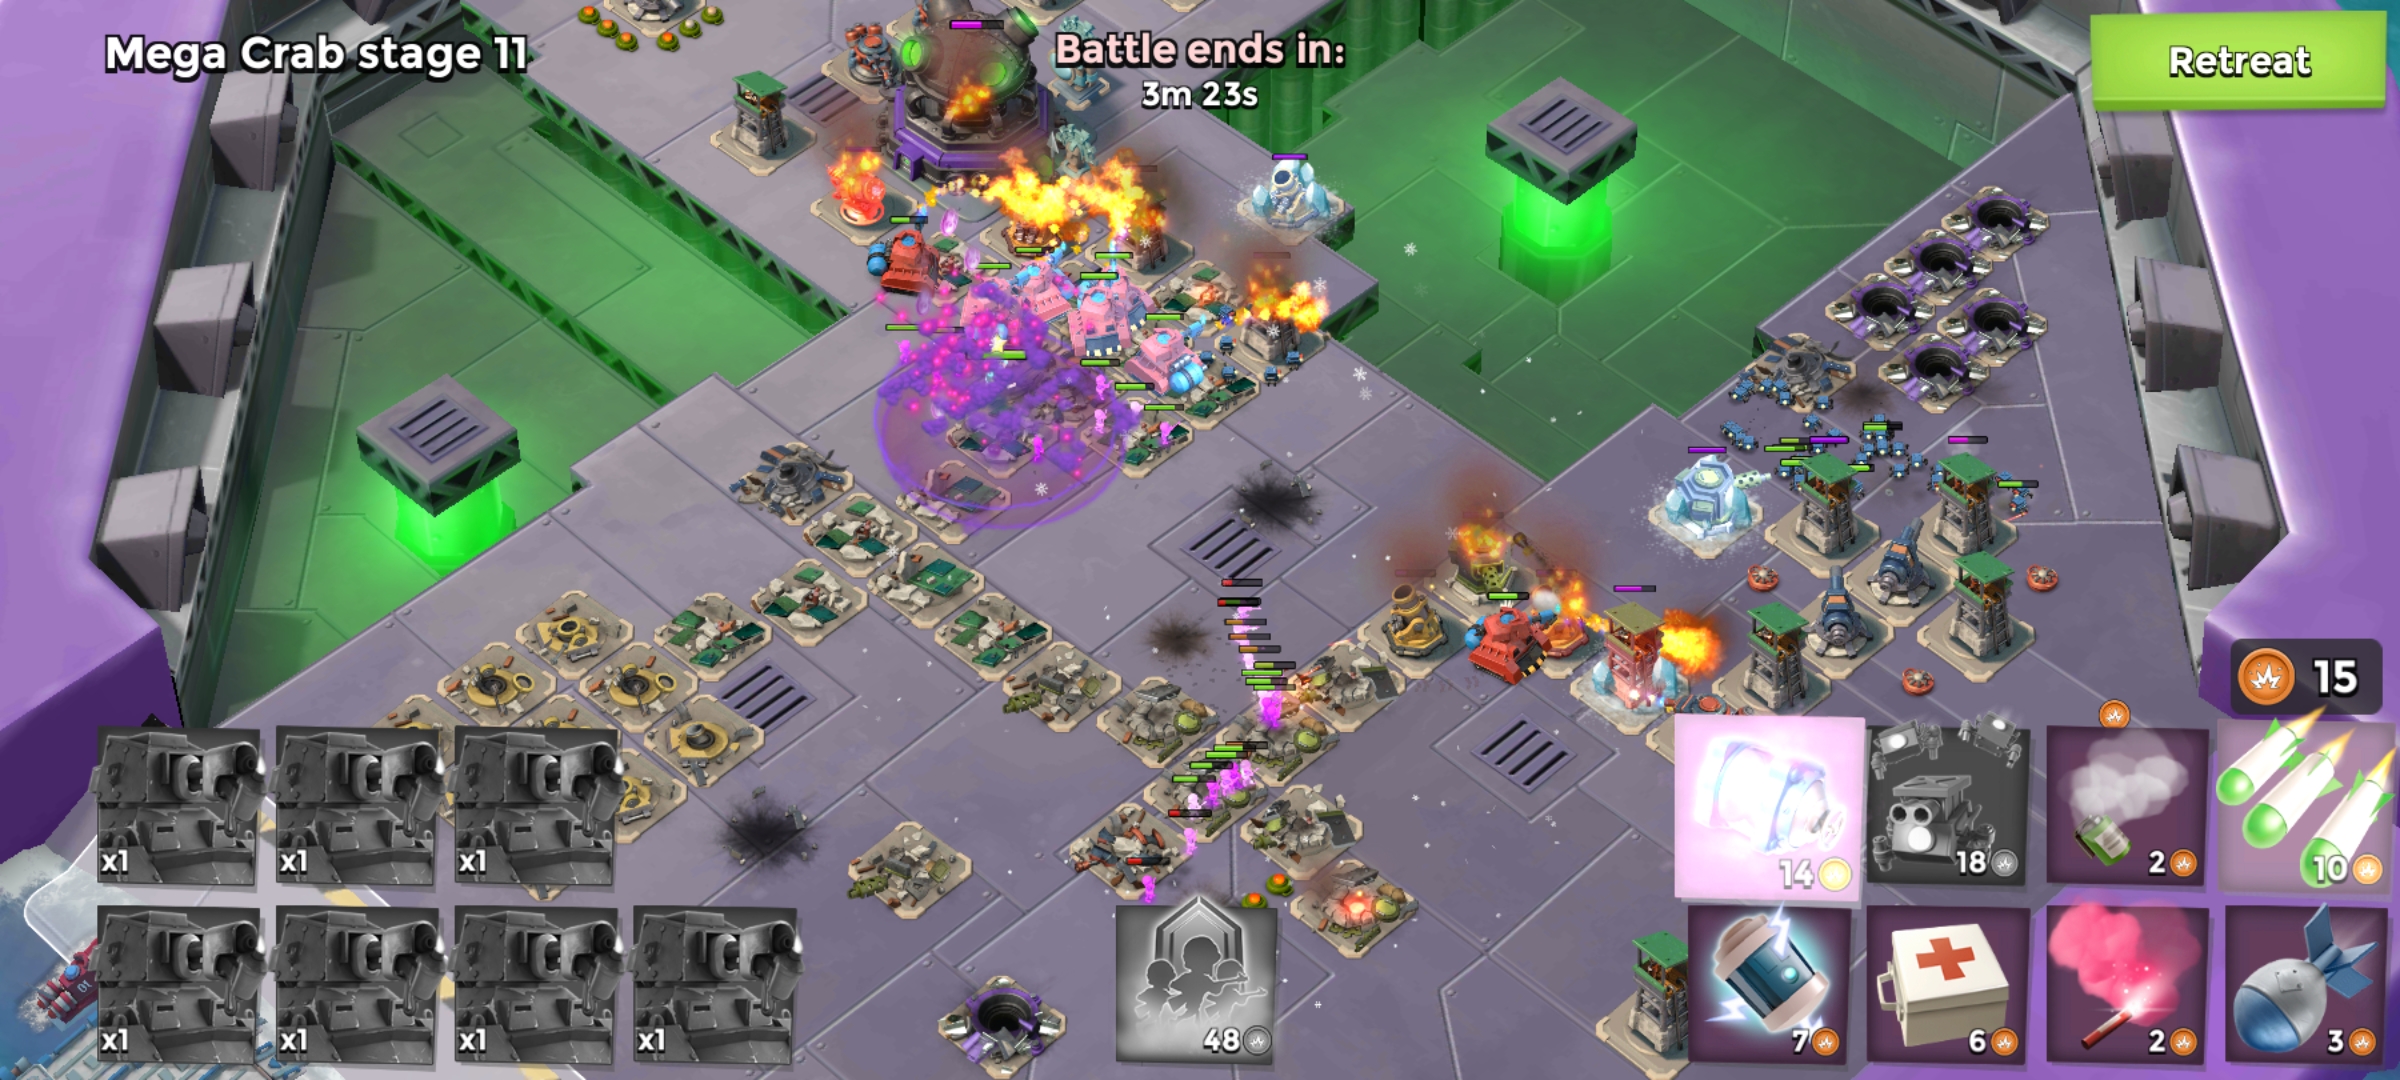 Mega Crab stage 11
Battle ends in:
3m 23s
Retreat
15
x1
x1
x1
14
18
2
10
x1
x1
x1
x1
48
7
6
2
3